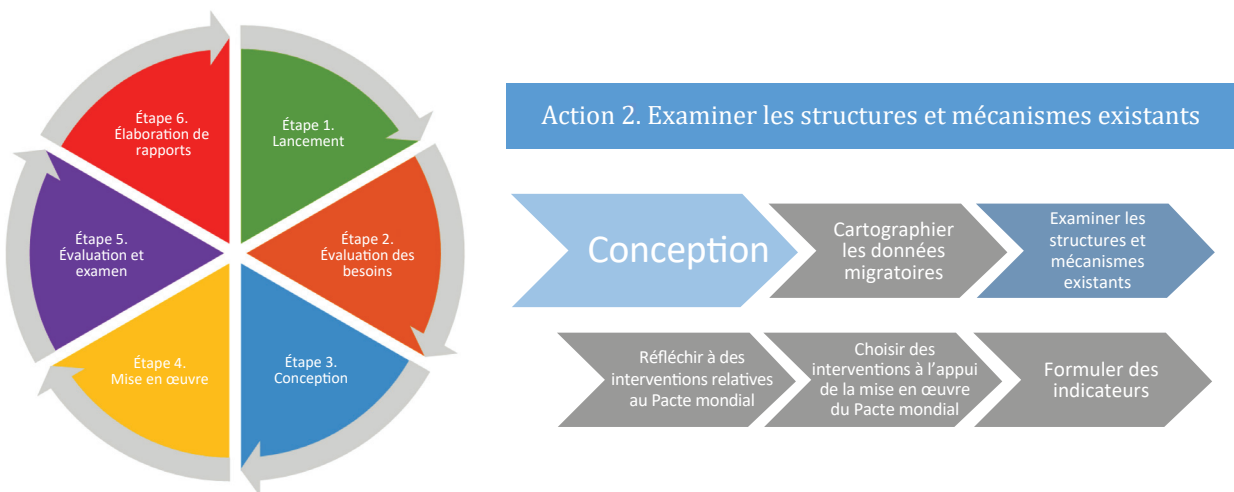 Étape 6.
Élaboration de
rapports
Étape 1.
Lancement
Étape 5.
Évaluation et
examen
Étape 2.
Évaluation des
besoins
Étape 4.
Mise en œuvre
Étape 3.
Conception
Action 2. Examiner les structures et mécanismes existants
Conception
Cartographier
les données
migratoires
Examiner les
structures et
mécanismes
existants
Réfléchir à des
interventions relatives
au Pacte mondial
Choisir des
interventions à l’appui
de la mise en œuvre
du Pacte mondial
Formuler des
indicateurs